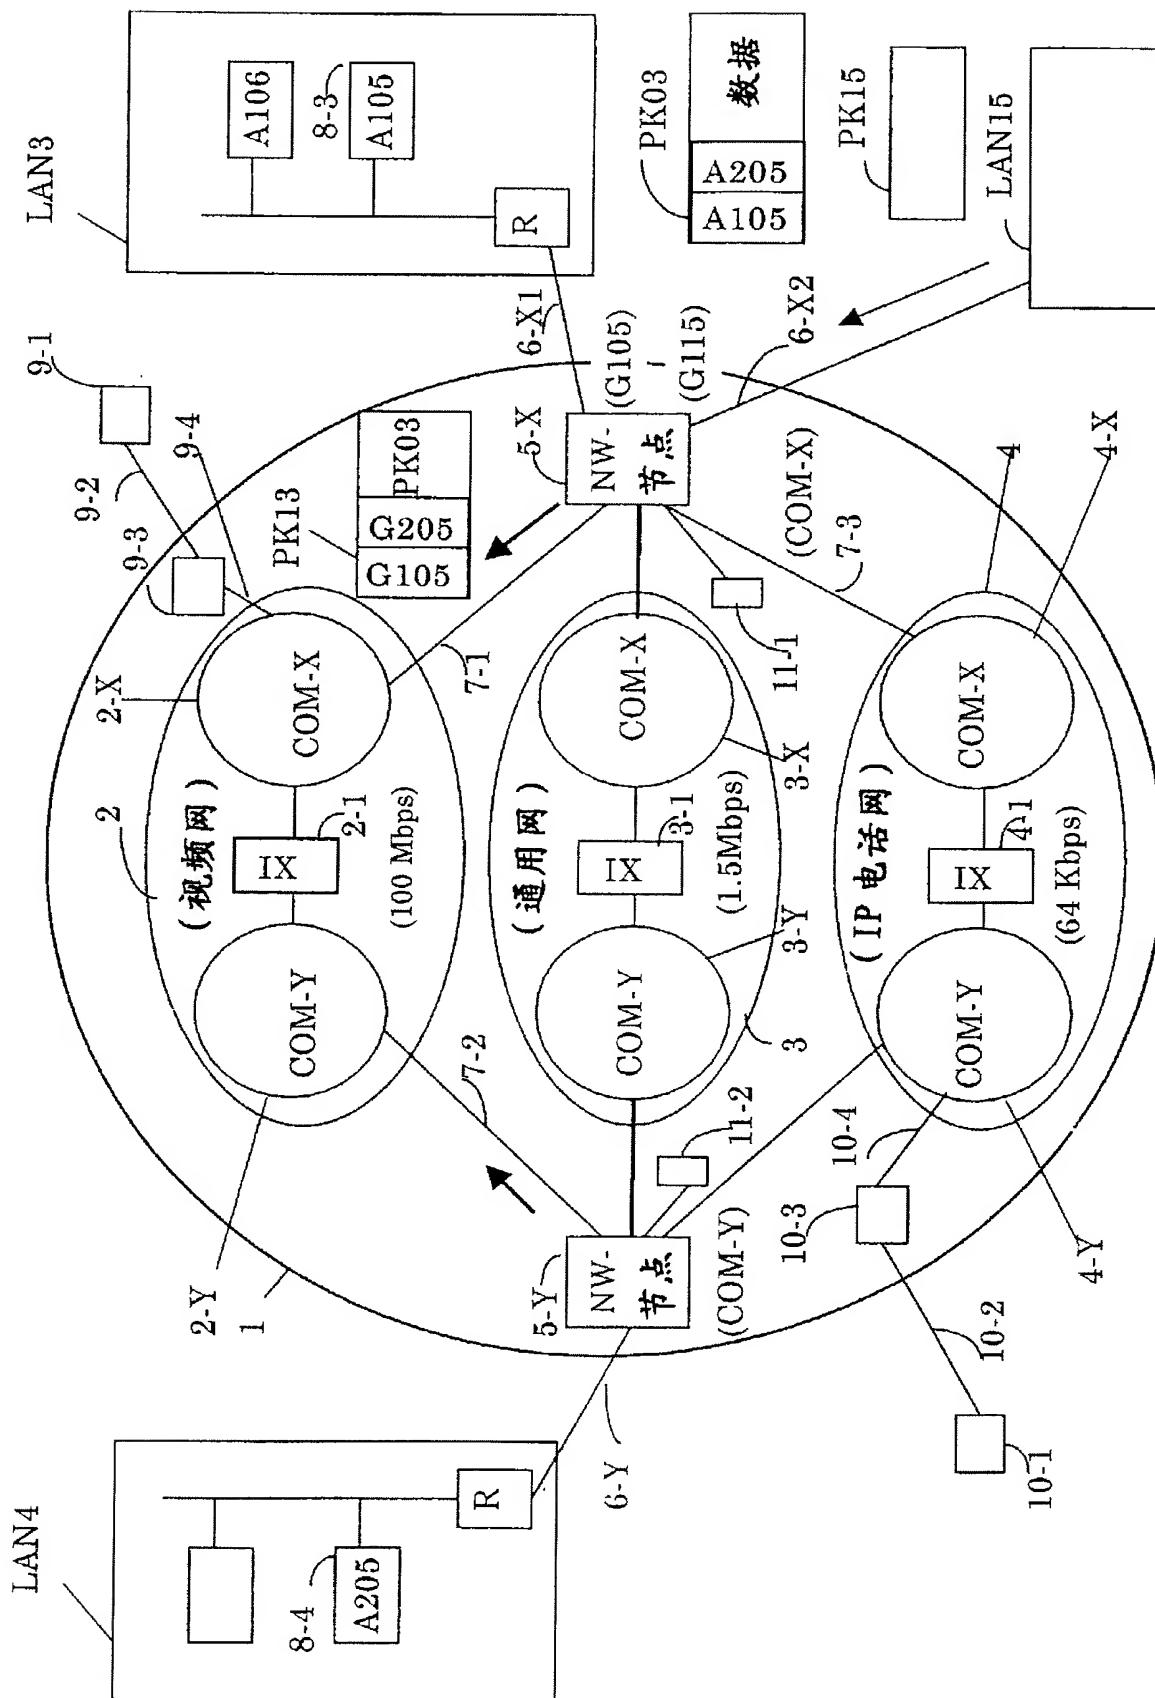 LAN4
8-4
A205
R
6-Y
2-Y
1
5-Y
NW-
节点
(COM-Y)
11-2
7-2
10-1
10-2
10-3
10-4
4-Y
2
(视频网)
COM-Y
IX
2-1
(100 Mbps)
COM-X
2-X
(通用网)
COM-Y
3-Y
3
IX
3-1
(1.5Mbps)
COM-X
3-X
(IP电话网)
COM-Y
IX
4-1
(64 Kbps)
COM-X
4-X
4
7-1
7-3
(COM-X)
11-1
9-1
9-2
9-3
9-4
PK13
G105
G205
PK03
5-X
NW-
节点
(G105)
(G115)
6-X1
6-X2
LAN3
A106
8-3
A105
R
PK03
A105
A205
数据
PK15
LAN15